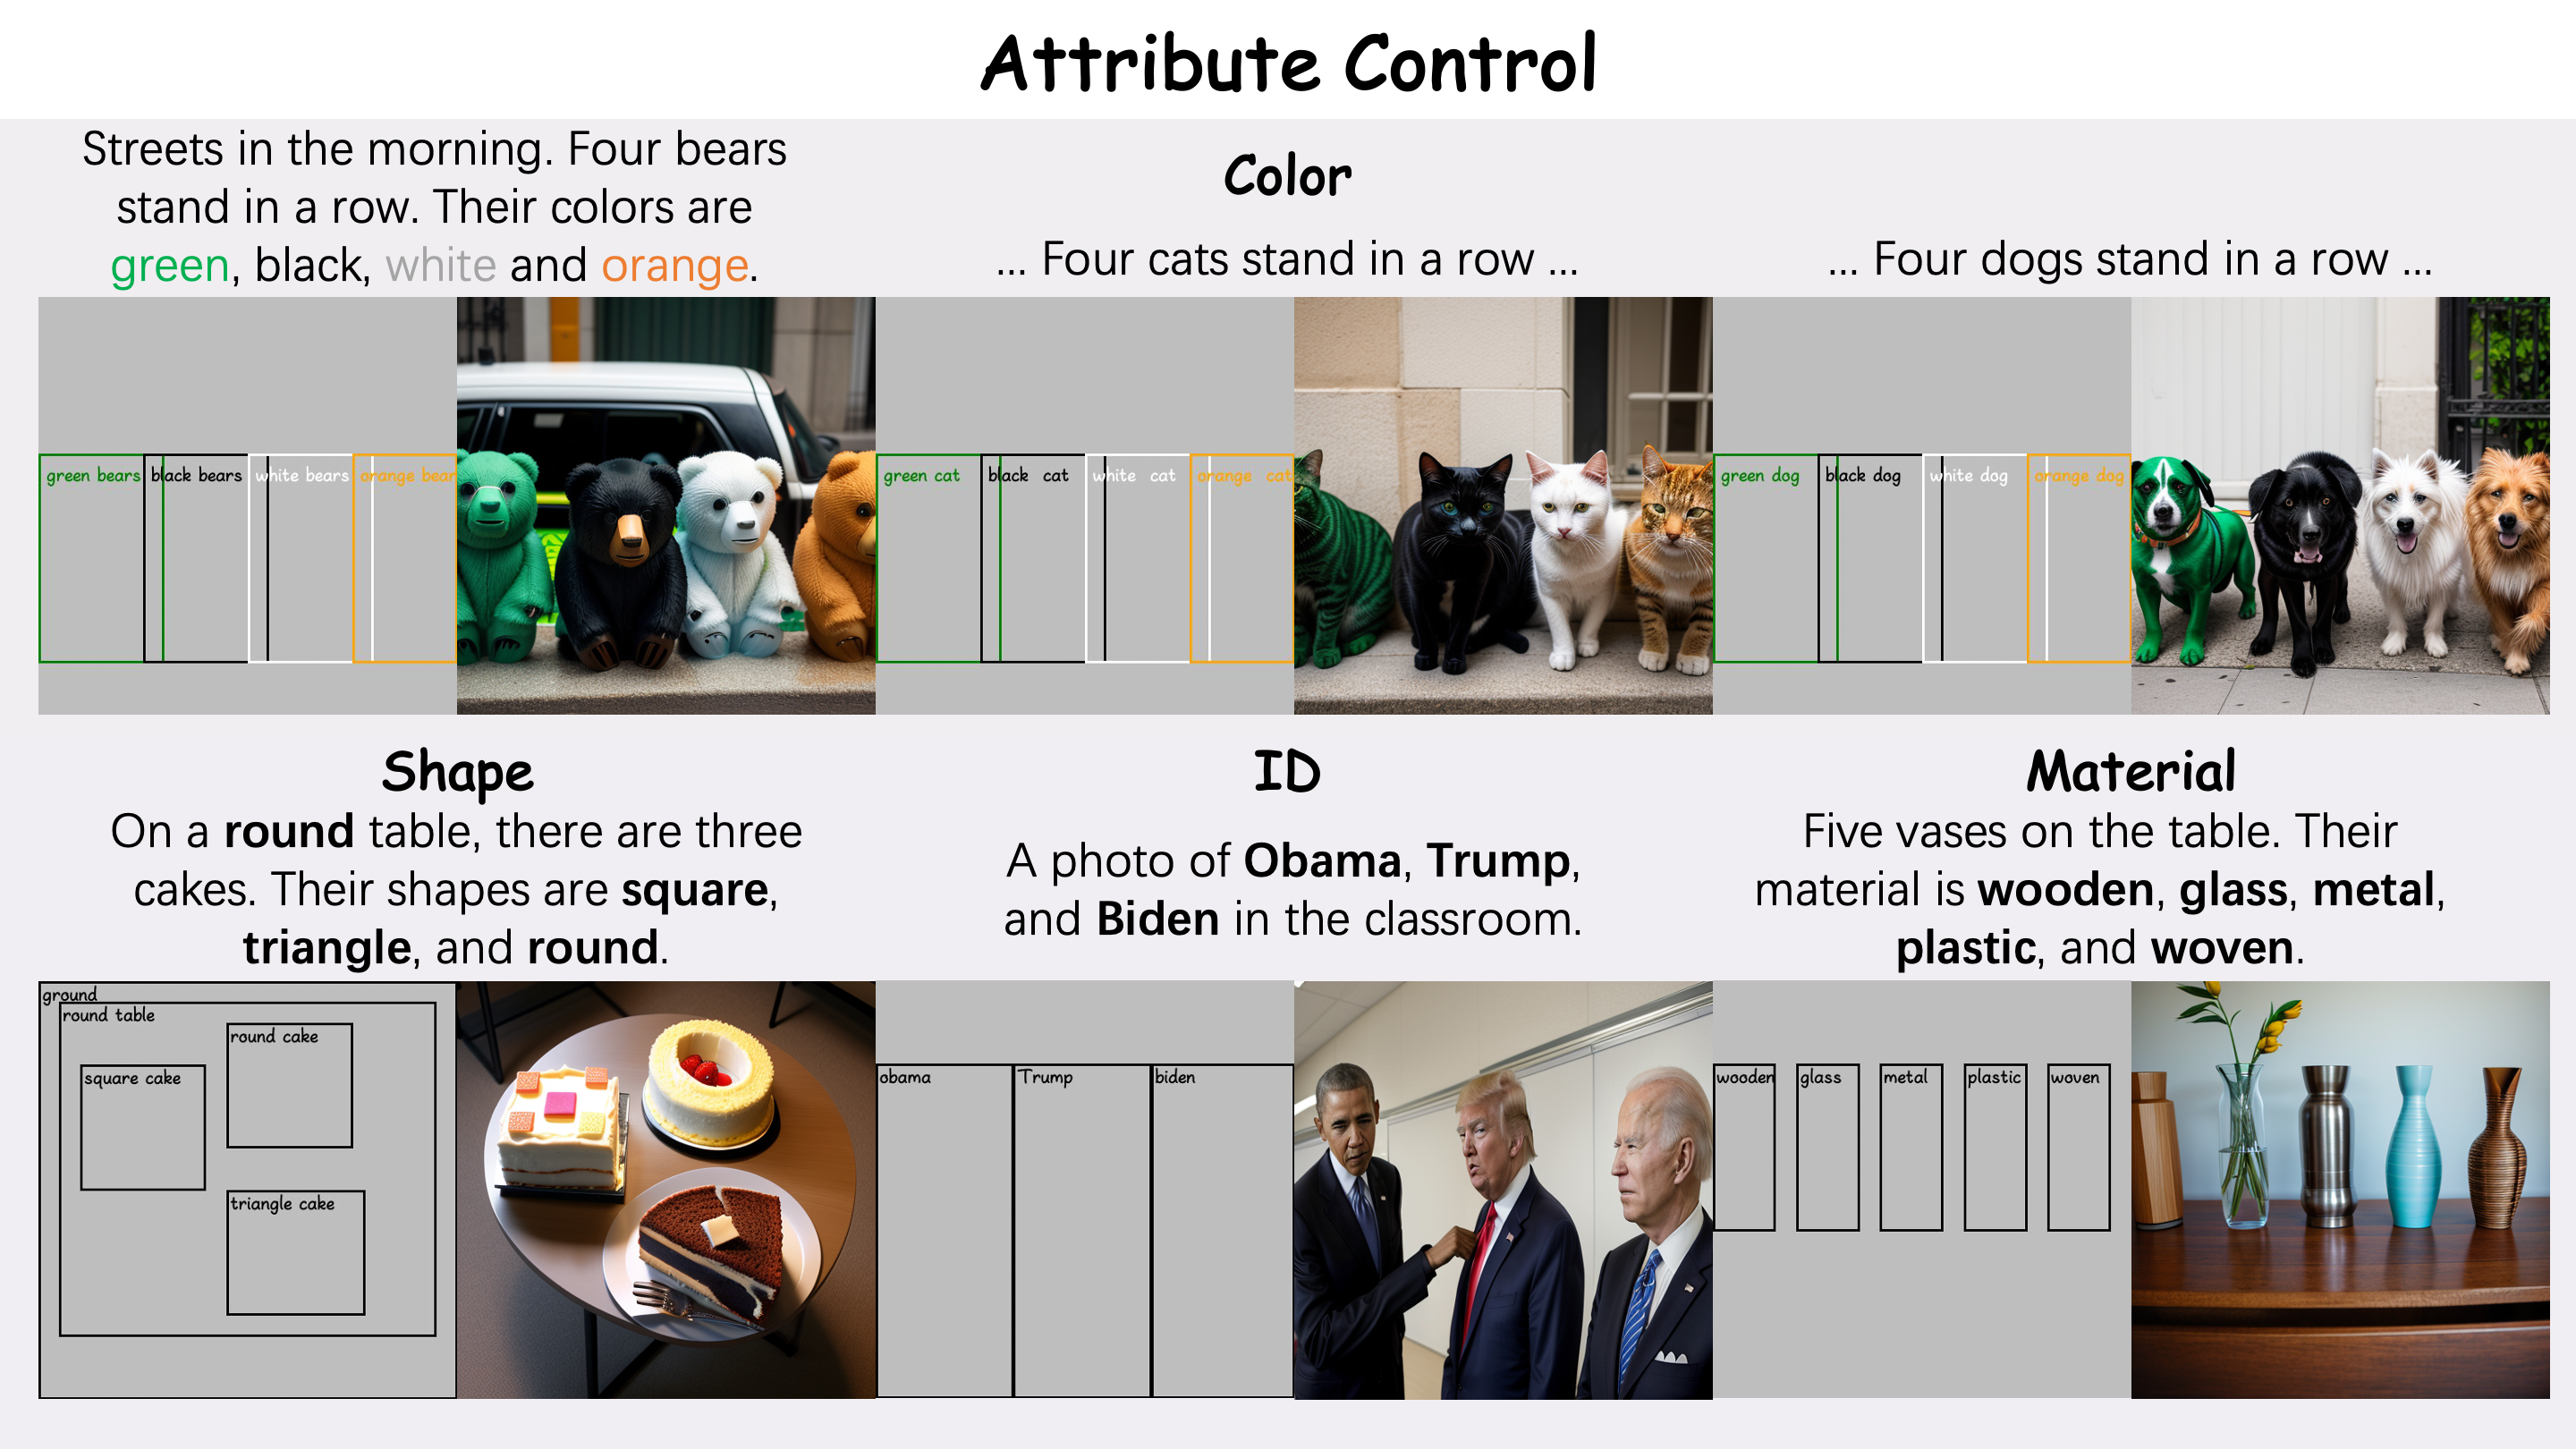 Attribute Control
Streets in the morning. Four bears
stand in a row. Their colors are
green, black, white and orange.
Color
... Four cats stand in a row ...
... Four dogs stand in a row ...
green bears
black bears
white bears
orange bear
green cat
black cat
white cat
orange cat
green dog
black dog
white dog
orange dog
Shape
On a round table, there are three
cakes. Their shapes are square,
triangle, and round.
ID
A photo of Obama, Trump,
and Biden in the classroom.
Material
Five vases on the table. Their
material is wooden, glass, metal,
plastic, and woven.
ground
round table
round cake
square cake
triangle cake
obama
Trump
biden
wooden
glass
metal
plastic
woven